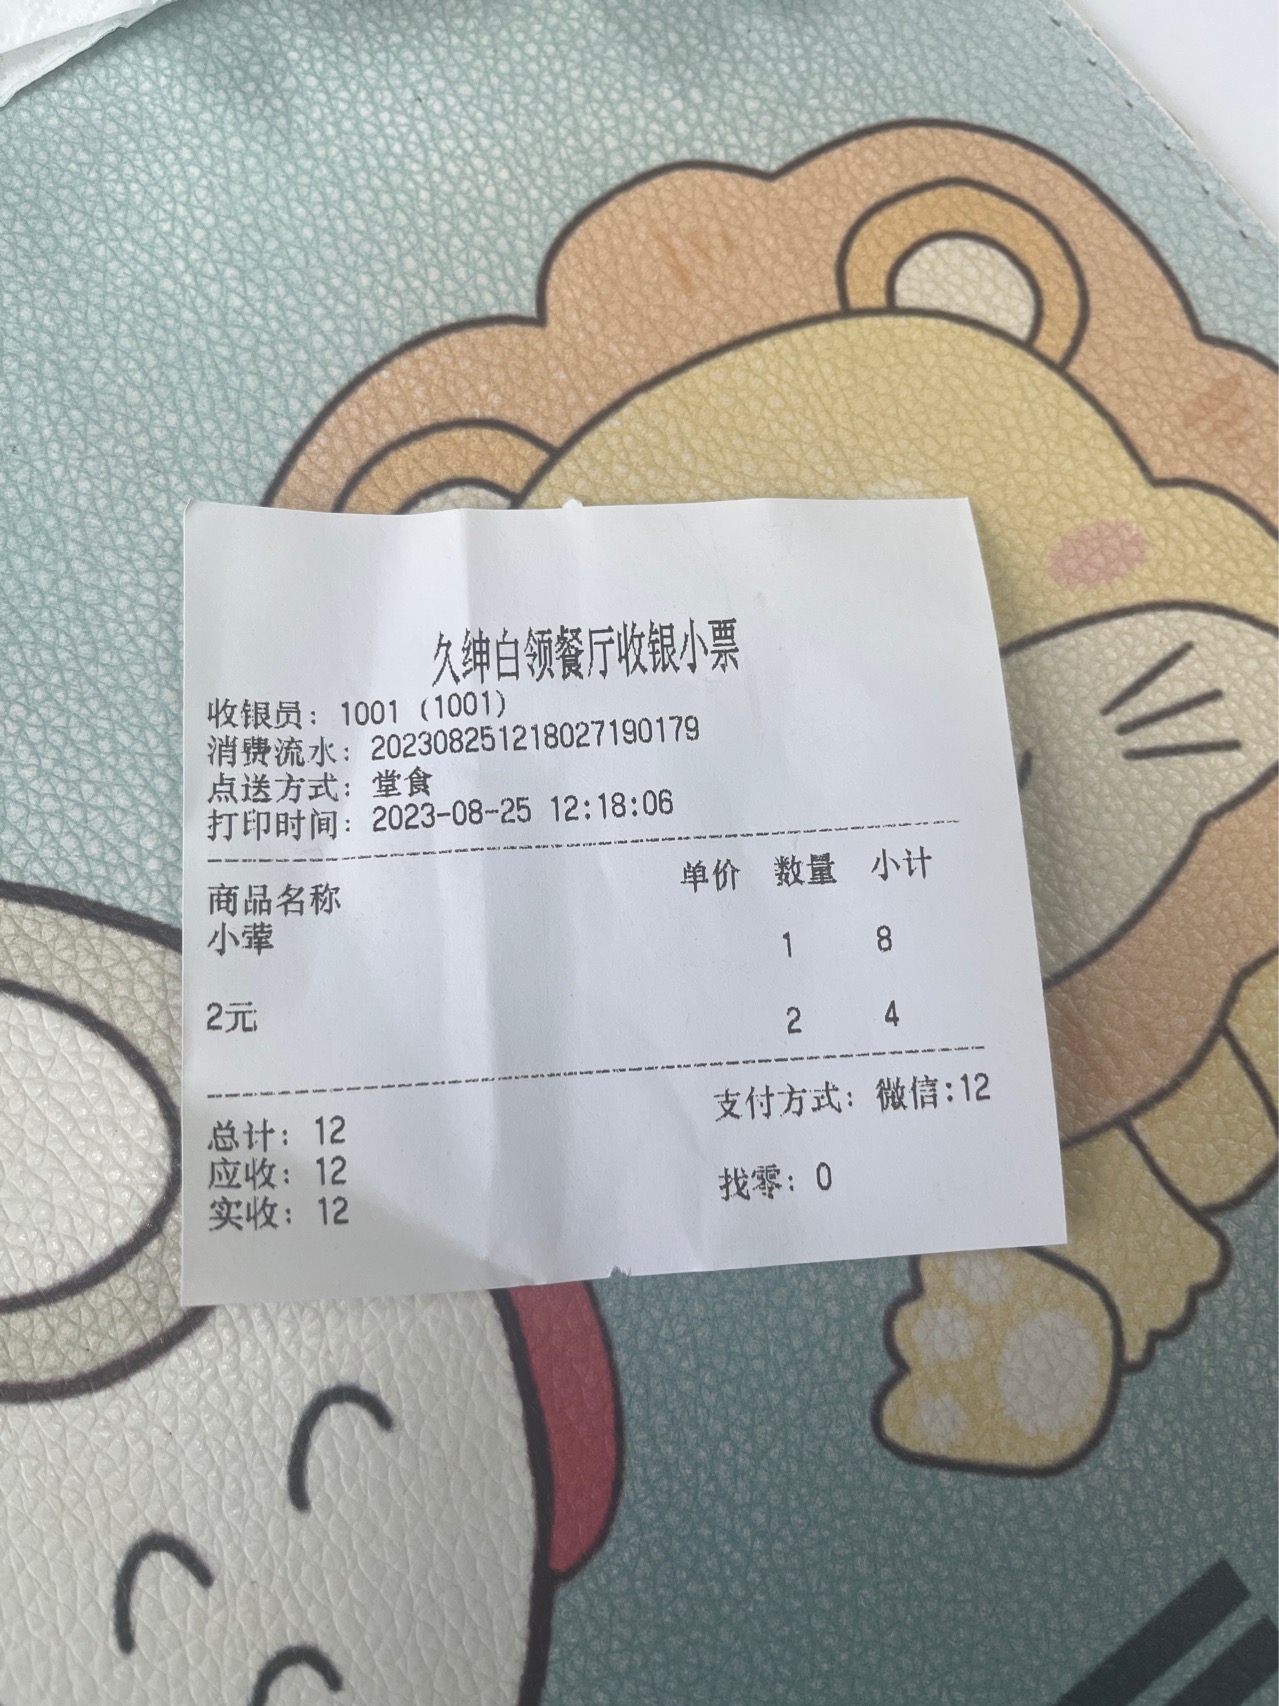 久绅白领餐厅收银小票
收银员: 1001 (1001)
消费流水: 202308251218027190179
点送方式: 堂食
打印时间: 2023-08-25 12:18:06
商品名称 单价 数量 小计
小荤 1 8
2元 2 4
支付方式: 微信:12
总计: 12
应收: 12 找零: 0
实收: 12